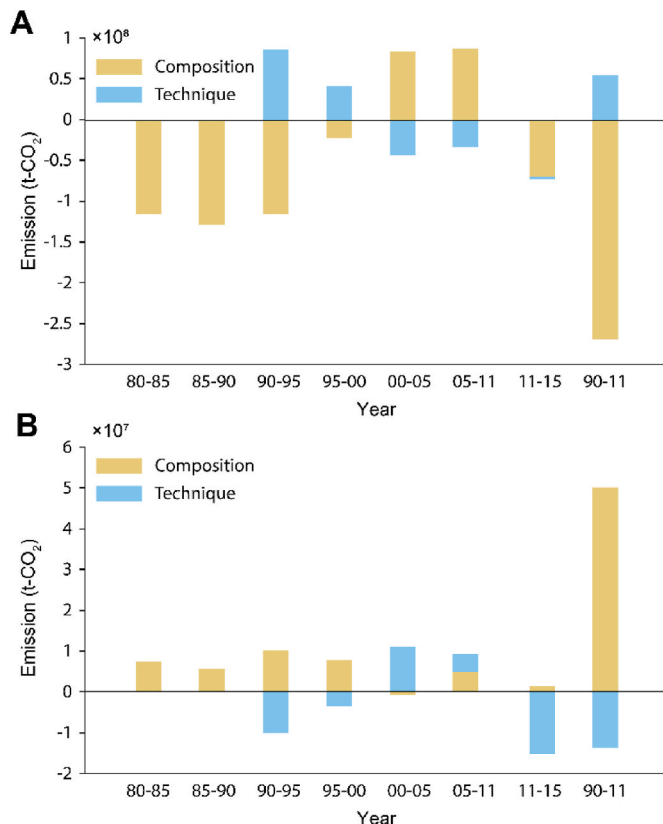 A
×10⁸
1
Composition
0.5
Technique
0
-0.5
-1
-1.5
-2
-2.5
-3
Emission (t-CO₂)
80-85 85-90 90-95 95-00 00-05 05-11 11-15 90-11
Year
B
×10⁷
6
Composition
5
Technique
4
3
2
1
0
-1
-2
Emission (t-CO₂)
80-85 85-90 90-95 95-00 00-05 05-11 11-15 90-11
Year